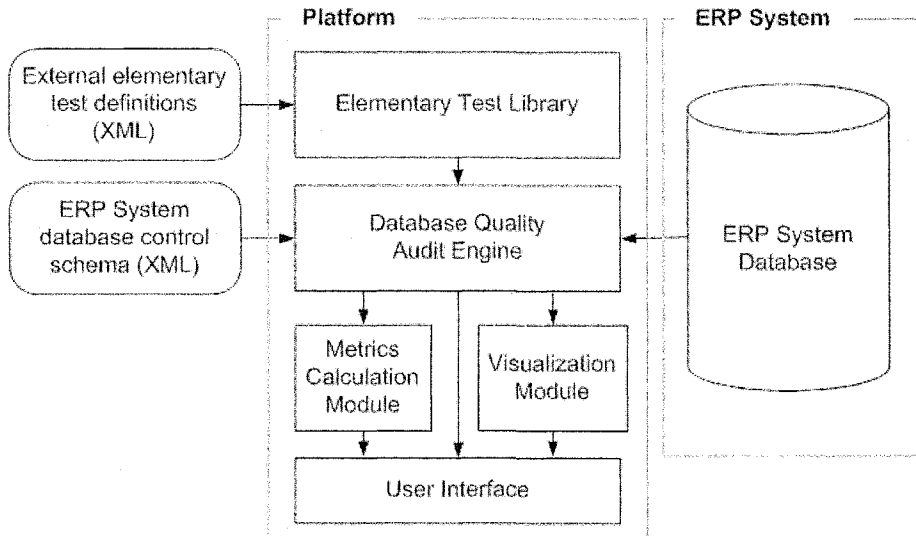 Platform
ERP System
External elementary
test definitions
(XML)
Elementary Test Library
ERP System
database control
schema (XML)
Database Quality
Audit Engine
ERP System
Database
Metrics
Calculation
Module
Visualization
Module
User Interface